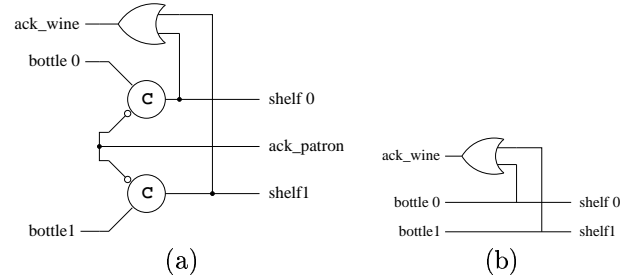 ack_wine
bottle 0
C
shelf 0
ack_patron
C
shelf1
bottle1
(a)
ack_wine
bottle 0
shelf 0
bottle1
shelf1
(b)